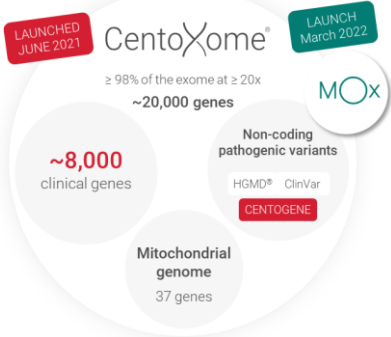 LAUNCHED
JUNE 2021
CentoXome®
LAUNCH
March 2022
≥ 98% of the exome at ≥ 20x
~20,000 genes
MOx
~8,000
clinical genes
Non-coding
pathogenic variants
HGMD® ClinVar
CENTOGENE
Mitochondrial
genome
37 genes